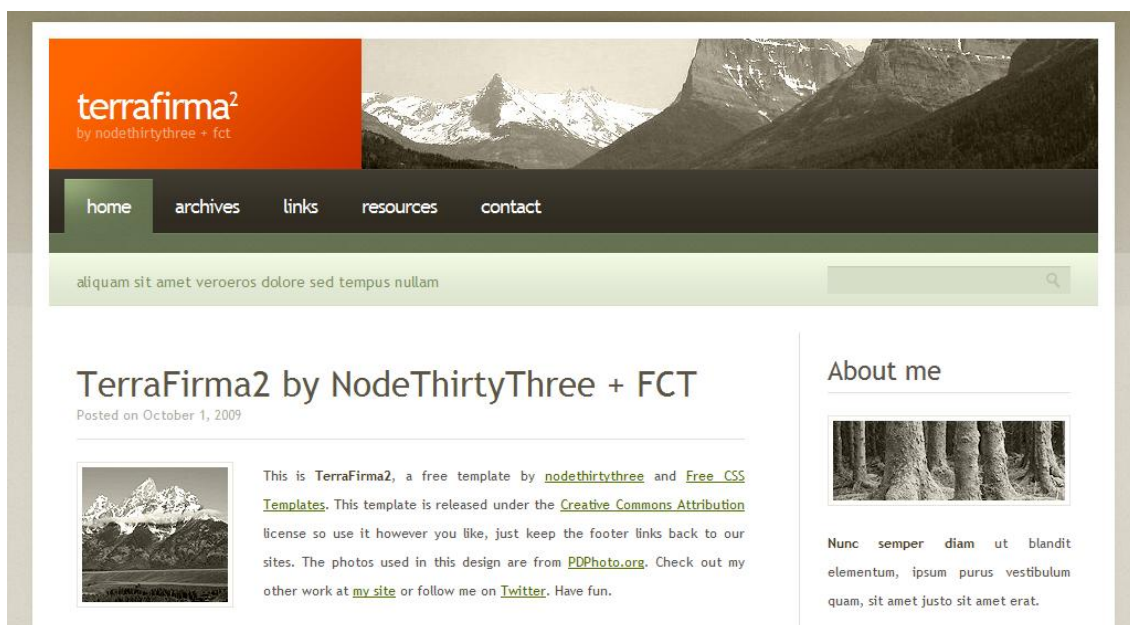 terrafirma²
by nodethirtythree + fct
home archives links resources contact
aliquam sit amet veroeros dolore sed tempus nullam
TerraFirma2 by NodeThirtyThree + FCT
Posted on October 1, 2009
This is TerraFirma2, a free template by nodethirtythree and Free CSS
Templates. This template is released under the Creative Commons Attribution
license so use it however you like, just keep the footer links back to our
sites. The photos used in this design are from PDPhoto.org. Check out my
other work at my site or follow me on Twitter. Have fun.
About me
Nunc semper diam ut blandit
elementum, ipsum purus vestibulum
quam, sit amet justo sit amet erat.